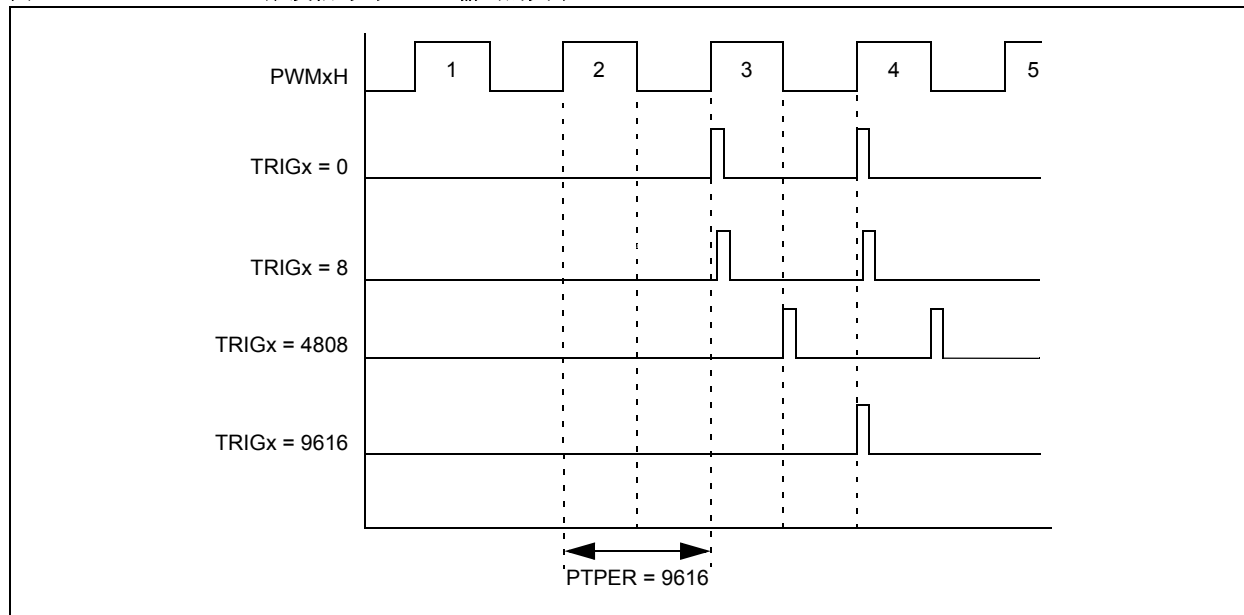 PWMxH
1
2
3
4
5
TRIGx = 0
TRIGx = 8
TRIGx = 4808
TRIGx = 9616
PTPER = 9616